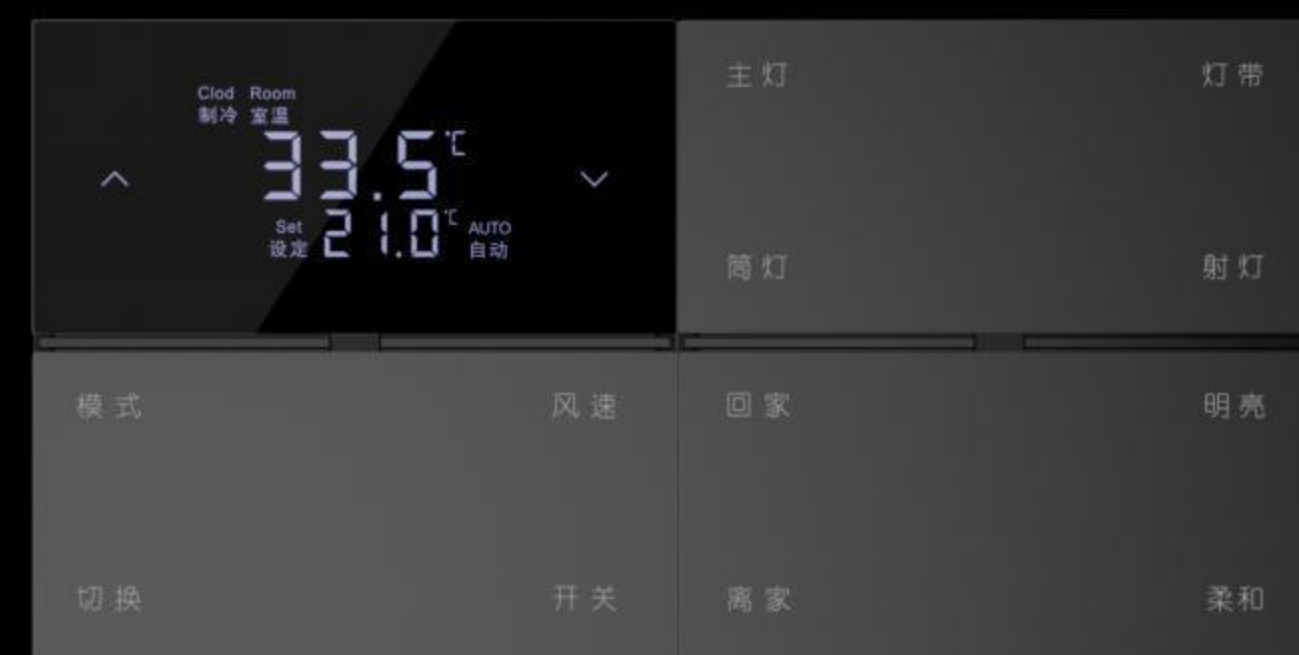 Clod Room
制冷 室温
33.5℃
Set
设定
21.0℃
AUTO
自动
主灯
灯带
筒灯
射灯
模式
风速
切换
开关
回家
明亮
离家
柔和